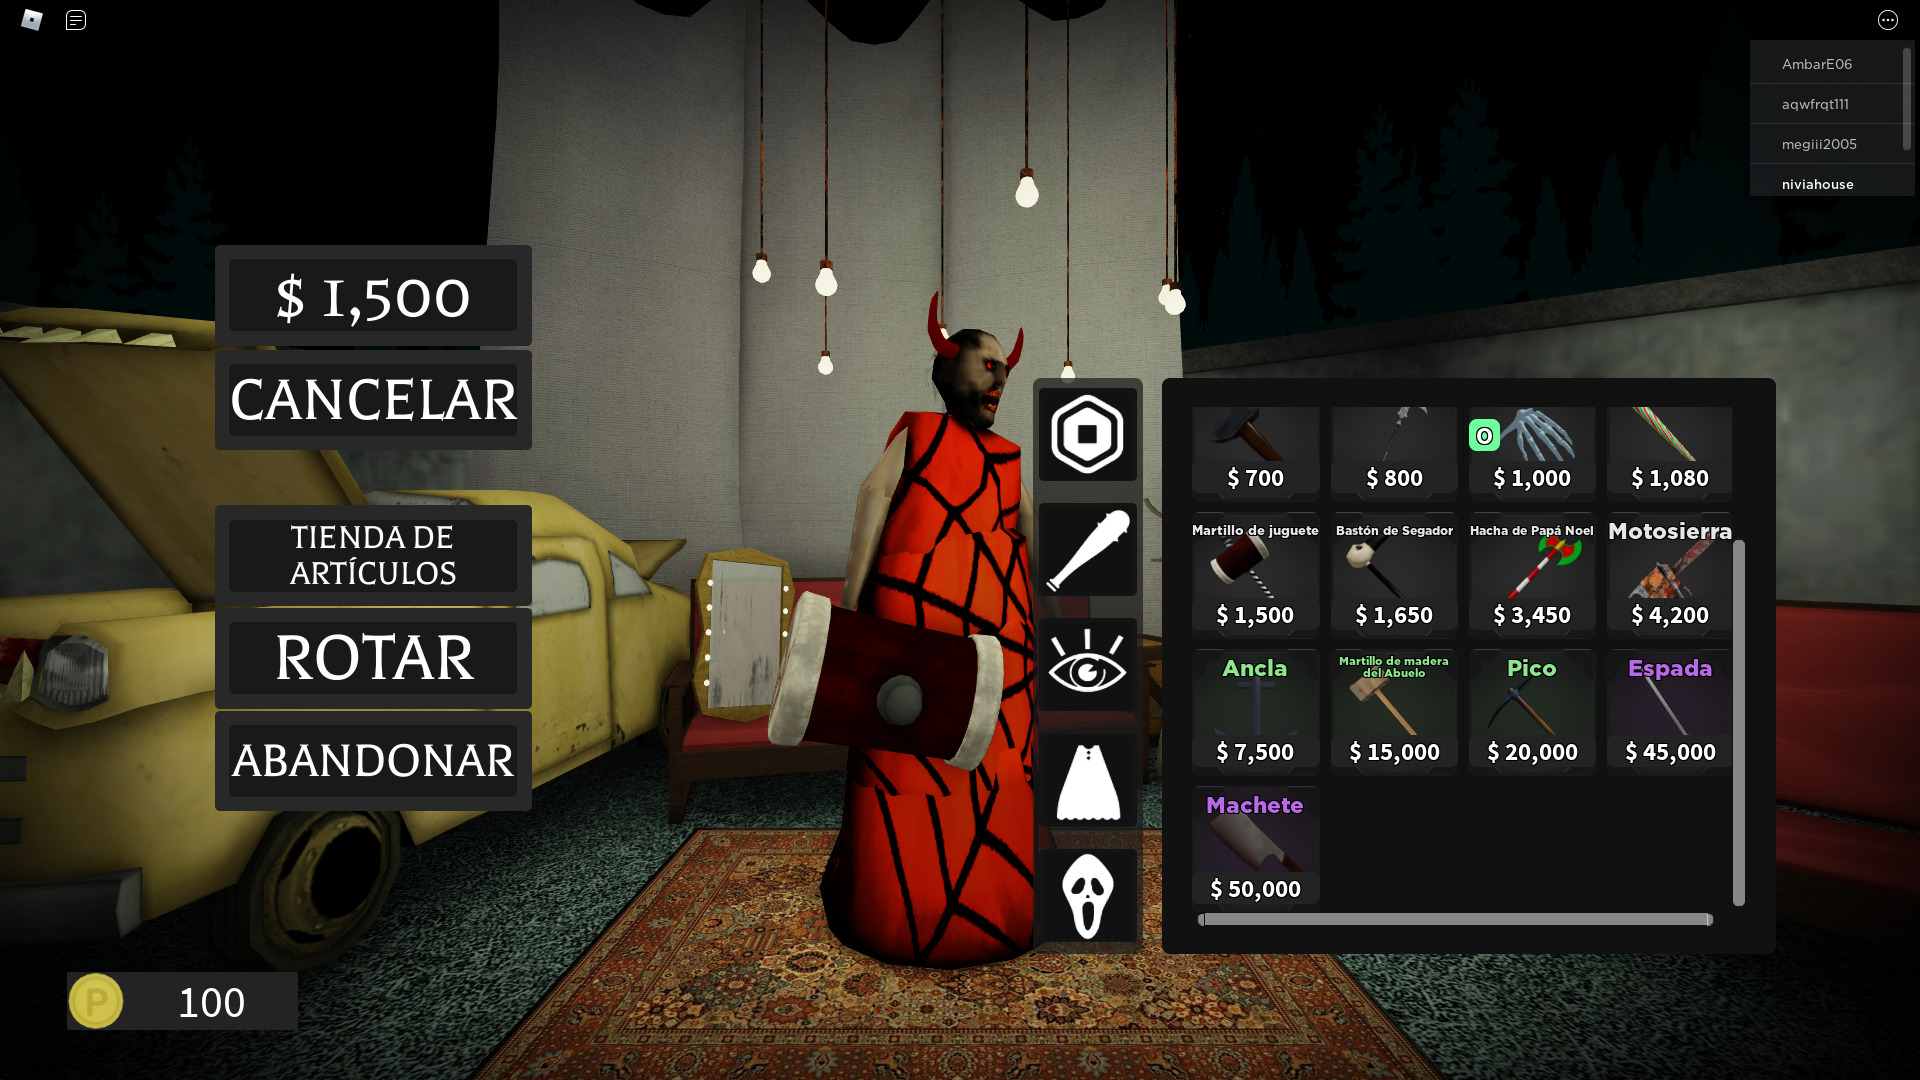 AmbarE06
aqwfrqt111
megiii2005
niviahouse
$ 1,500
CANCELAR
TIENDA DE
ARTÍCULOS
ROTAR
ABANDONAR
P 100
$ 700
$ 800
O
$ 1,000
$ 1,080
Martillo de juguete
$ 1,500
Bastón de Segador
$ 1,650
Hacha de Papá Noel
$ 3,450
Motosierra
$ 4,200
Ancla
$ 7,500
Martillo de madera
del Abuelo
$ 15,000
Pico
$ 20,000
Espada
$ 45,000
Machete
$ 50,000